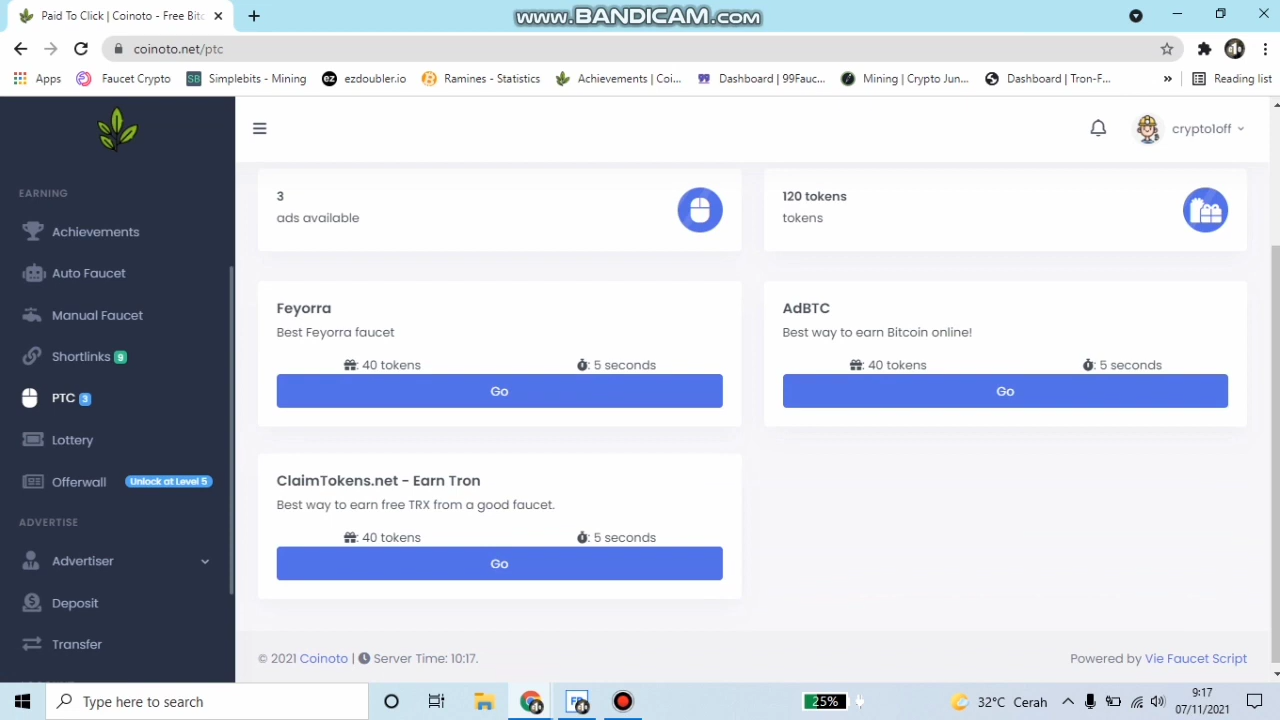 Paid To Click | Coinoto - Free Bitc
www.BANDICAM.com
coinoto.net/ptc
Apps
Faucet Crypto
SB Simplebits - Mining
ez ezdoubler.io
Ramines - Statistics
Achievements | Coi...
Dashboard | 99Fauc...
Mining | Crypto Jun...
Dashboard | Tron-F...
»
Reading list
EARNING
Achievements
Auto Faucet
Manual Faucet
Shortlinks 9
PTC 3
Lottery
Offerwall Unlock at Level 5
ADVERTISE
Advertiser
Deposit
Transfer
crypto1off
3
ads available
120 tokens
tokens
Feyorra
Best Feyorra faucet
: 40 tokens : 5 seconds
Go
AdBTC
Best way to earn Bitcoin online!
: 40 tokens : 5 seconds
Go
ClaimTokens.net - Earn Tron
Best way to earn free TRX from a good faucet.
: 40 tokens : 5 seconds
Go
© 2021 Coinoto | Server Time: 10:17.
Powered by Vie Faucet Script
Type here to search
25%
32°C Cerah
9:17
07/11/2021